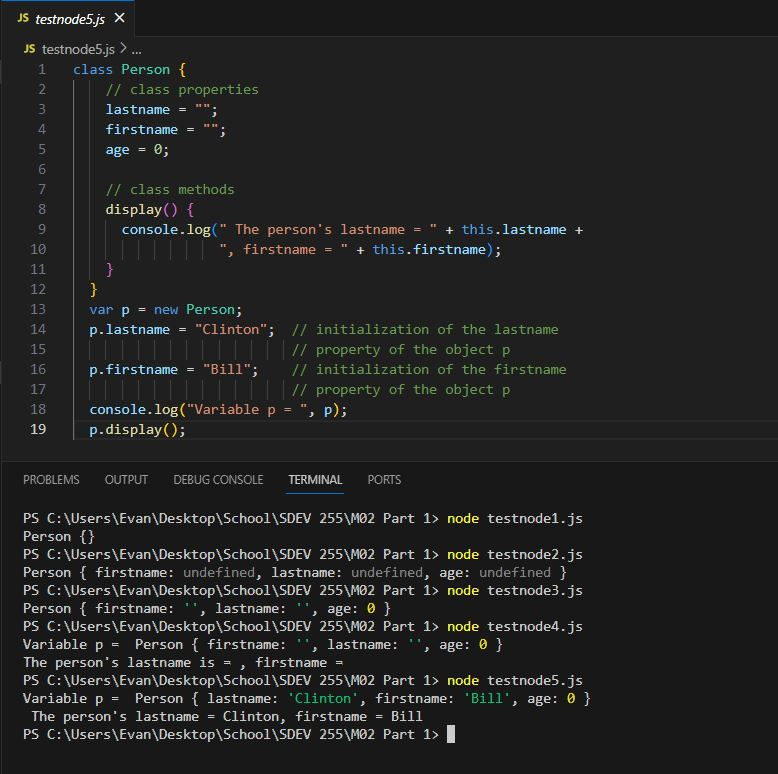 JS testnode5.js ×
JS testnode5.js > ...
1 class Person {
2 // class properties
3 lastname = "";
4 firstname = "";
5 age = 0;
6
7 // class methods
8 display() {
9 console.log(" The person's lastname = " + this.lastname +
10 ", firstname = " + this.firstname);
11 }
12 }
13 var p = new Person;
14 p.lastname = "Clinton"; // initialization of the lastname
15 // property of the object p
16 p.firstname = "Bill"; // initialization of the firstname
17 // property of the object p
18 console.log("Variable p = ", p);
19 p.display();
PROBLEMS OUTPUT DEBUG CONSOLE TERMINAL PORTS
PS C:\Users\Evan\Desktop\School\SDEV 255\M02 Part 1> node testnode1.js
Person {}
PS C:\Users\Evan\Desktop\School\SDEV 255\M02 Part 1> node testnode2.js
Person { firstname: undefined, lastname: undefined, age: undefined }
PS C:\Users\Evan\Desktop\School\SDEV 255\M02 Part 1> node testnode3.js
Person { firstname: '', lastname: '', age: 0 }
PS C:\Users\Evan\Desktop\School\SDEV 255\M02 Part 1> node testnode4.js
Variable p =  Person { firstname: '', lastname: '', age: 0 }
The person's lastname is = , firstname =
PS C:\Users\Evan\Desktop\School\SDEV 255\M02 Part 1> node testnode5.js
Variable p =  Person { lastname: 'Clinton', firstname: 'Bill', age: 0 }
 The person's lastname = Clinton, firstname = Bill
PS C:\Users\Evan\Desktop\School\SDEV 255\M02 Part 1>